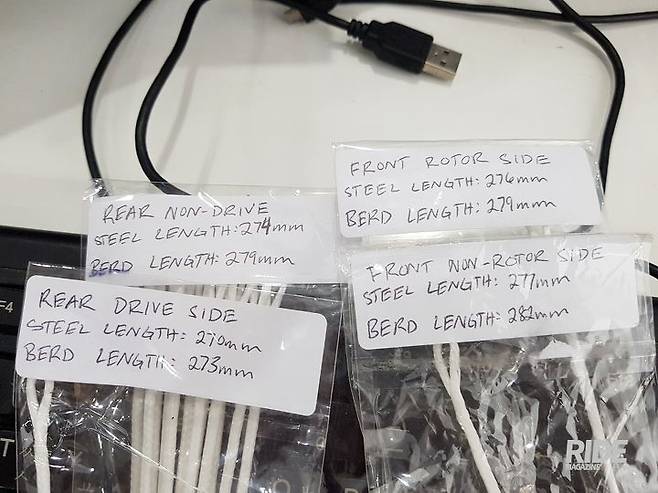 FRONT ROTOR SIDE
STEEL LENGTH: 276mm
BERD LENGTH: 279mm
REAR NON-DRIVE
STEEL LENGTH: 274mm
BERD LENGTH: 279mm
FRONT NON-ROTOR SIDE
STEEL LENGTH: 277mm
BERD LENGTH: 282mm
REAR DRIVE SIDE
STEEL LENGTH: 270mm
BERD LENGTH: 273mm
F4
T
RIDE
MAGAZINE